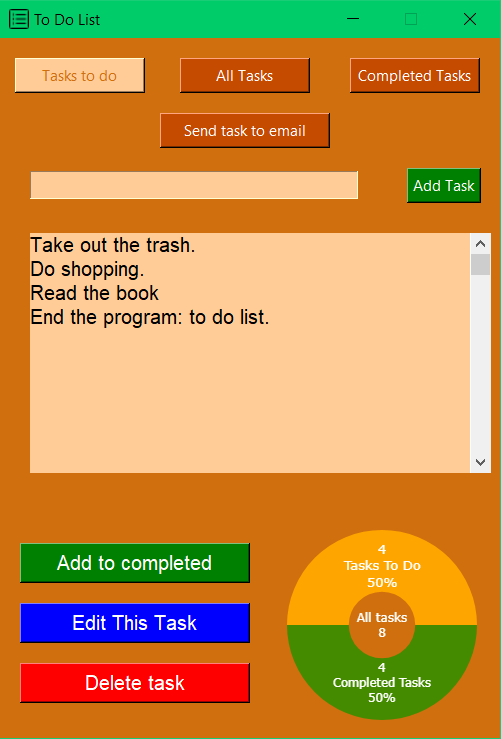 To Do List
Tasks to do
All Tasks
Completed Tasks
Send task to email
Add Task
Take out the trash.
Do shopping.
Read the book
End the program: to do list.
Add to completed
Edit This Task
Delete task
4
Tasks To Do
50%
All tasks
8
4
Completed Tasks
50%